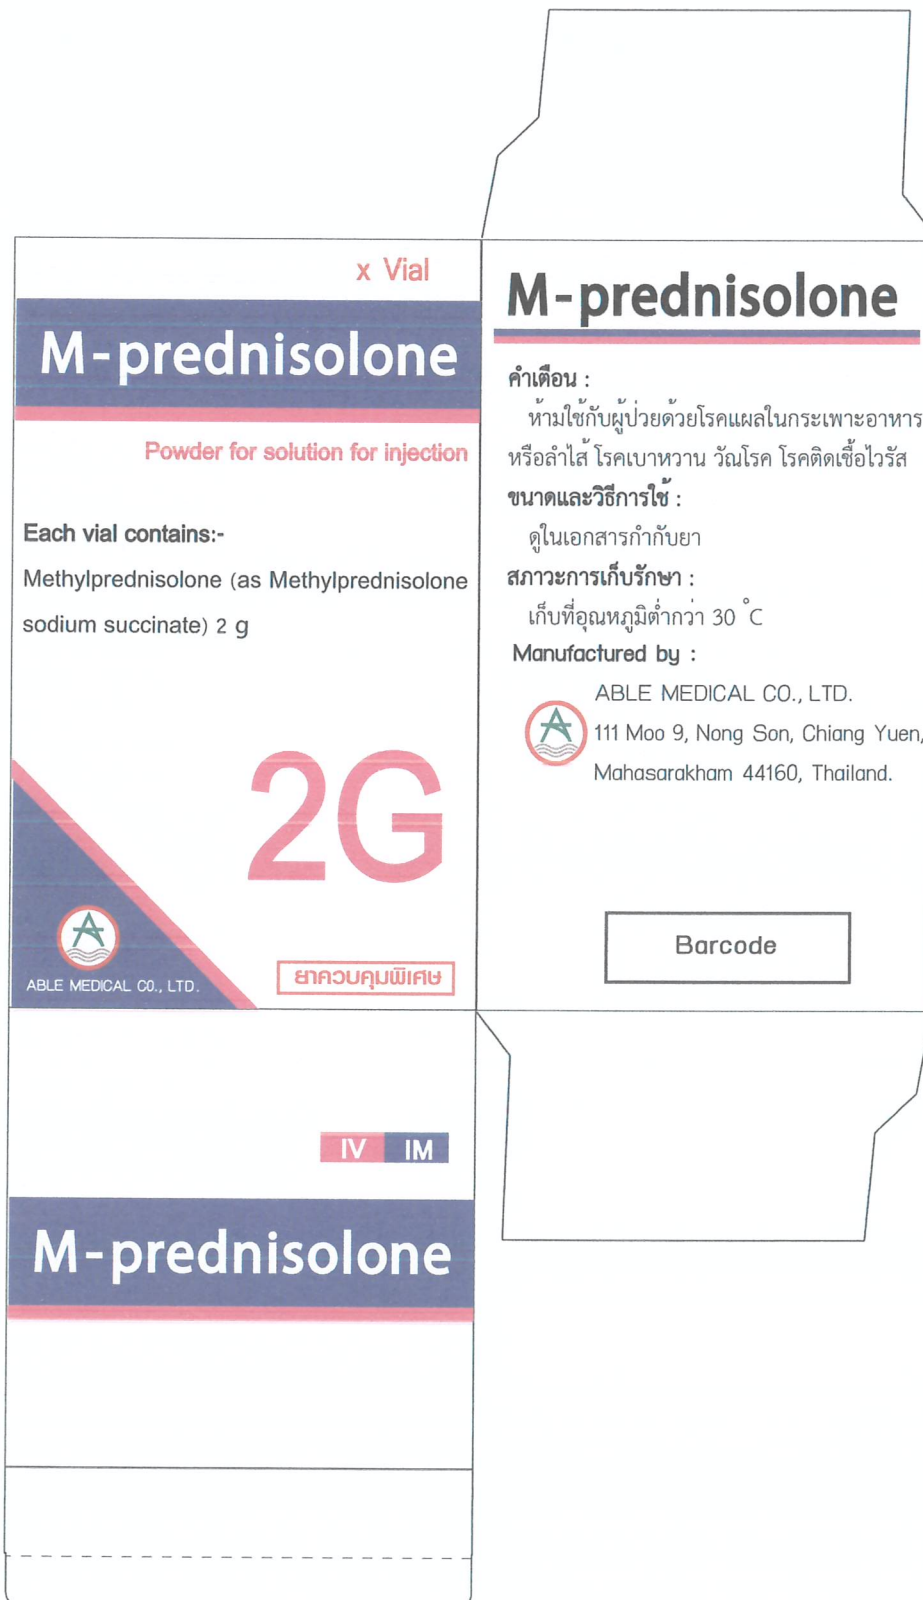 x Vial
M-prednisolone
Powder for solution for injection
Each vial contains:-
Methylprednisolone (as Methylprednisolone
sodium succinate) 2 g
2G
ABLE MEDICAL CO., LTD.
ยาควบคุมพิเศษ
M-prednisolone
คำเตือน :
ห้ามใช้กับผู้ป่วยด้วยโรคแผลในกระเพาะอาหาร
หรือลำไส้ โรคเบาหวาน วัณโรค โรคติดเชื้อไวรัส
ขนาดและวิธีการใช้ :
ดูในเอกสารกำกับยา
สภาวะการเก็บรักษา :
เก็บที่อุณหภูมิต่ำกว่า 30 °C
Manufactured by :
ABLE MEDICAL CO., LTD.
111 Moo 9, Nong Son, Chiang Yuen,
Mahasarakham 44160, Thailand.
Barcode
IV IM
M-prednisolone